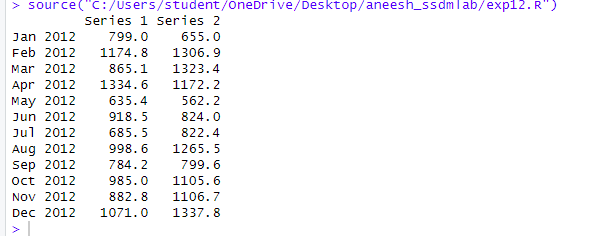 > source("C:/Users/student/OneDrive/Desktop/aneesh_ssdmlab/exp12.R")
Series 1 Series 2
Jan 2012 799.0 655.0
Feb 2012 1174.8 1306.9
Mar 2012 865.1 1323.4
Apr 2012 1334.6 1172.2
May 2012 635.4 562.2
Jun 2012 918.5 824.0
Jul 2012 685.5 822.4
Aug 2012 998.6 1265.5
Sep 2012 784.2 799.6
Oct 2012 985.0 1105.6
Nov 2012 882.8 1106.7
Dec 2012 1071.0 1337.8
>